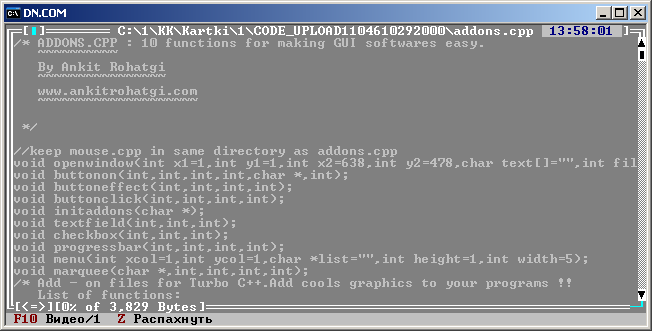 DN.COM
[▮] C:\1\KK\Kartki\1\CODE_UPLOAD1104610292000\addons.cpp 13:58:01 ]
/* ADDONS.CPP : 10 functions for making GUI softwares easy.
~~~~~~~~~~
By Ankit Rohatgi
~~~~~~~~~~~~~~~~
www.ankitrohatgi.com
~~~~~~~~~~~~~~~~~~~~
*/
//keep mouse.cpp in same directory as addons.cpp
void openwindow(int x1=1,int y1=1,int x2=638,int y2=478,char text[]="",int fil
void buttonon(int,int,int,int,char *,int);
void buttoneffect(int,int,int,int);
void buttonclick(int,int,int,int);
void initaddons(char *);
void textfield(int,int,int,int);
void checkbox(int,int,int);
void progressbar(int,int,int);
void menu(int xcol=1,int ycol=1,char *list="",int height=1,int width=5);
void marquee(char *,int,int,int,int);
/* Add - on files for Turbo C++.Add cools graphics to your programs !!
List of functions:
[<=>][0% of 3,829 Bytes]
F10 Видео/1 Z Распахнуть